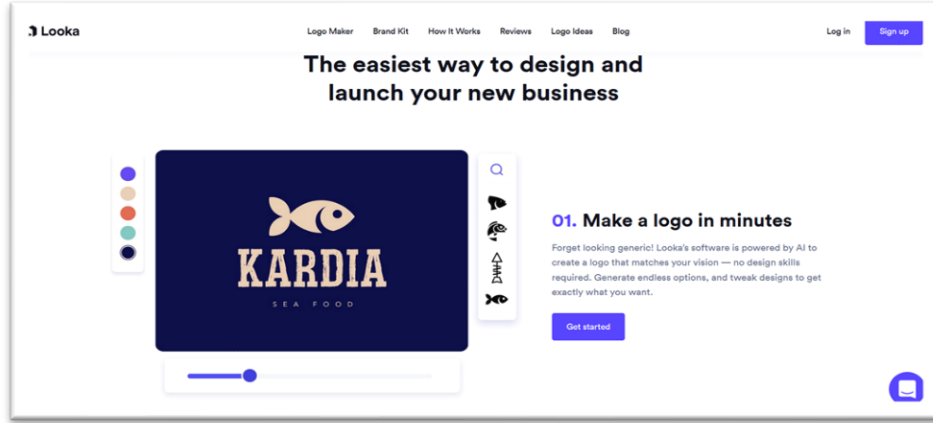 Looka
Logo Maker Brand Kit How It Works Reviews Logo Ideas Blog Log in Sign up
The easiest way to design and
launch your new business
KARDIA
SEA FOOD
01. Make a logo in minutes
Forget looking generic! Looka's software is powered by AI to
create a logo that matches your vision — no design skills
required. Generate endless options, and tweak designs to get
exactly what you want.
Get started